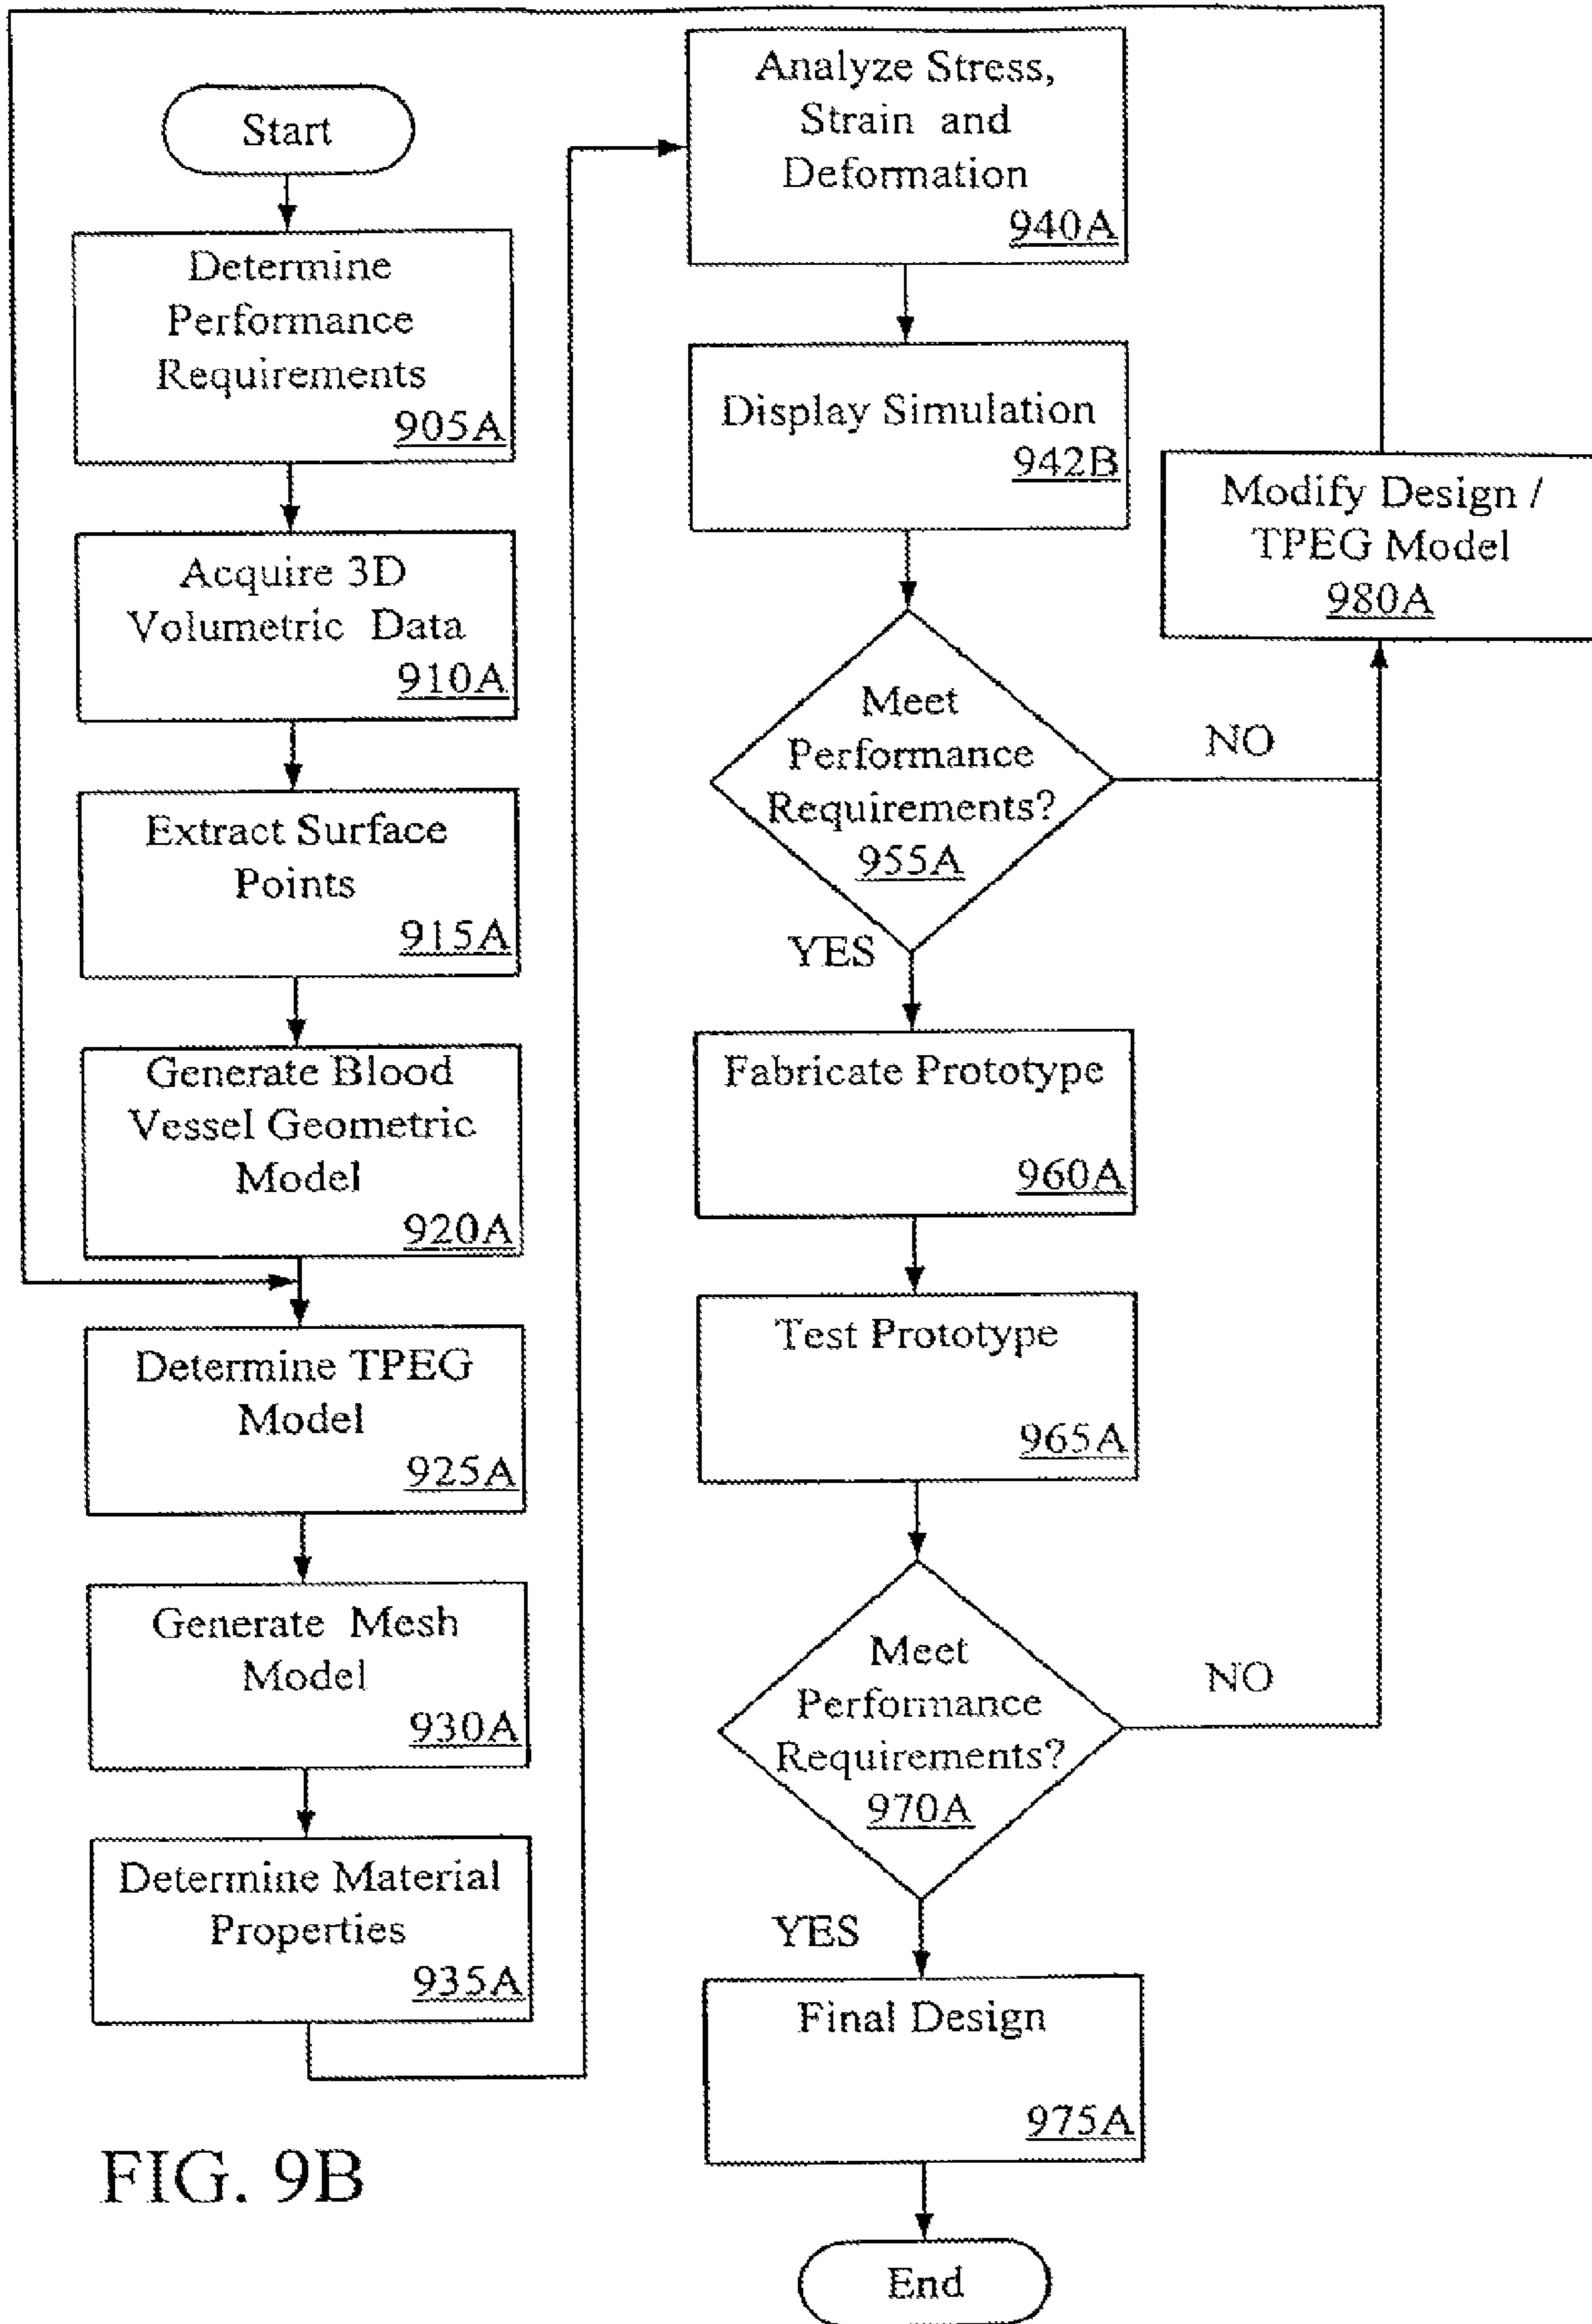 Start
Determine
Performance
Requirements
905A
Acquire 3D
Volumetric Data
910A
Extract Surface
Points
915A
Generate Blood
Vessel Geometric
Model
920A
Determine TPEG
Model
925A
Generate Mesh
Model
930A
Determine Material
Properties
935A
Analyze Stress,
Strain and
Deformation
940A
Display Simulation
942B
Meet
Performance
Requirements?
955A
NO
YES
Modify Design /
TPEG Model
980A
Fabricate Prototype
960A
Test Prototype
965A
Meet
Performance
Requirements?
970A
NO
YES
Final Design
975A
End
FIG. 9B